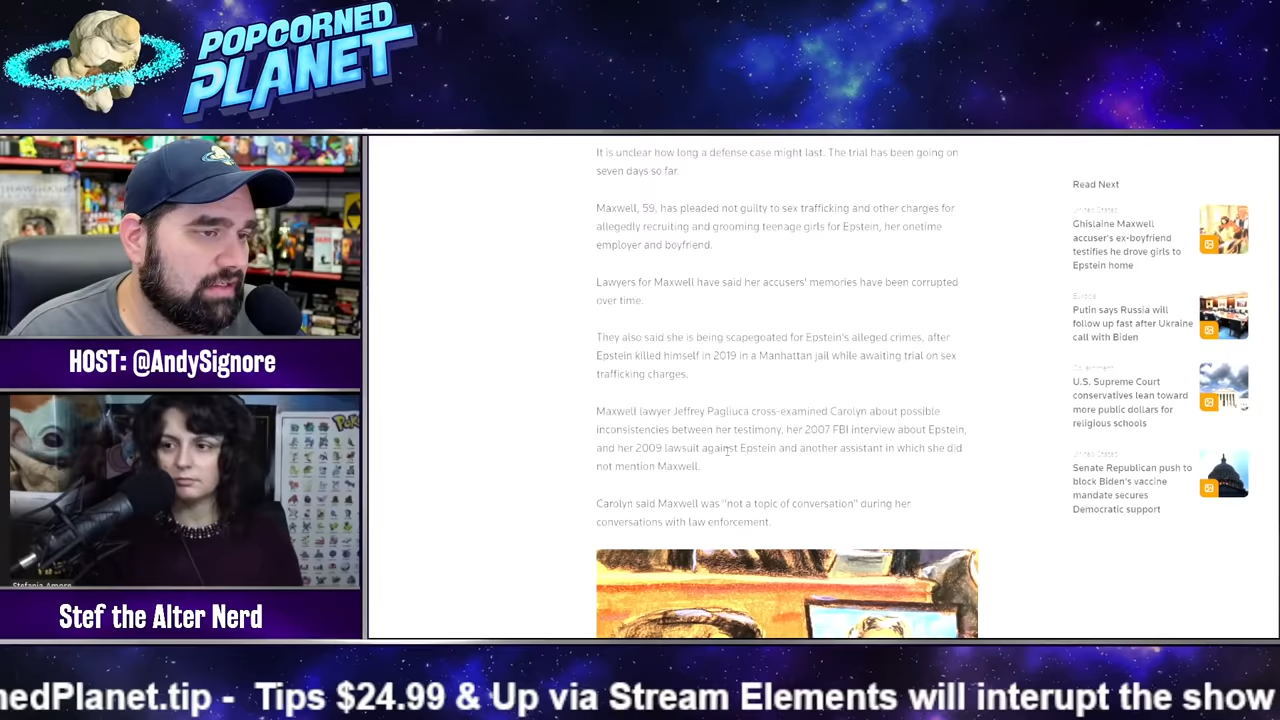 POPCORNED
PLANET
HOST: @AndySignore
Stefania Amore
Stef the Alter Nerd
It is unclear how long a defense case might last. The trial has been going on
seven days so far.
Maxwell, 59, has pleaded not guilty to sex trafficking and other charges for
allegedly recruiting and grooming teenage girls for Epstein, her onetime
employer and boyfriend.
Lawyers for Maxwell have said her accusers' memories have been corrupted
over time.
They also said she is being scapegoated for Epstein's alleged crimes, after
Epstein killed himself in 2019 in a Manhattan jail while awaiting trial on sex
trafficking charges.
Maxwell lawyer Jeffrey Pagliuca cross-examined Carolyn about possible
inconsistencies between her testimony, her 2007 FBI interview about Epstein,
and her 2009 lawsuit against Epstein and another assistant in which she did
not mention Maxwell.
Carolyn said Maxwell was "not a topic of conversation" during her
conversations with law enforcement.
Read Next
United States
Ghislaine Maxwell
accuser's ex-boyfriend
testifies he drove girls to
Epstein home
Europe
Putin says Russia will
follow up fast after Ukraine
call with Biden
Government
U.S. Supreme Court
conservatives lean toward
more public dollars for
religious schools
United States
Senate Republican push to
block Biden's vaccine
mandate secures
Democratic support
nedPlanet.tip - Tips $24.99 & Up via Stream Elements will interupt the show